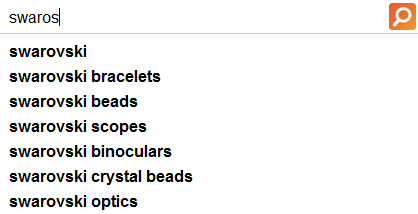 swaros
swarovski
swarovski bracelets
swarovski beads
swarovski scopes
swarovski binoculars
swarovski crystal beads
swarovski optics